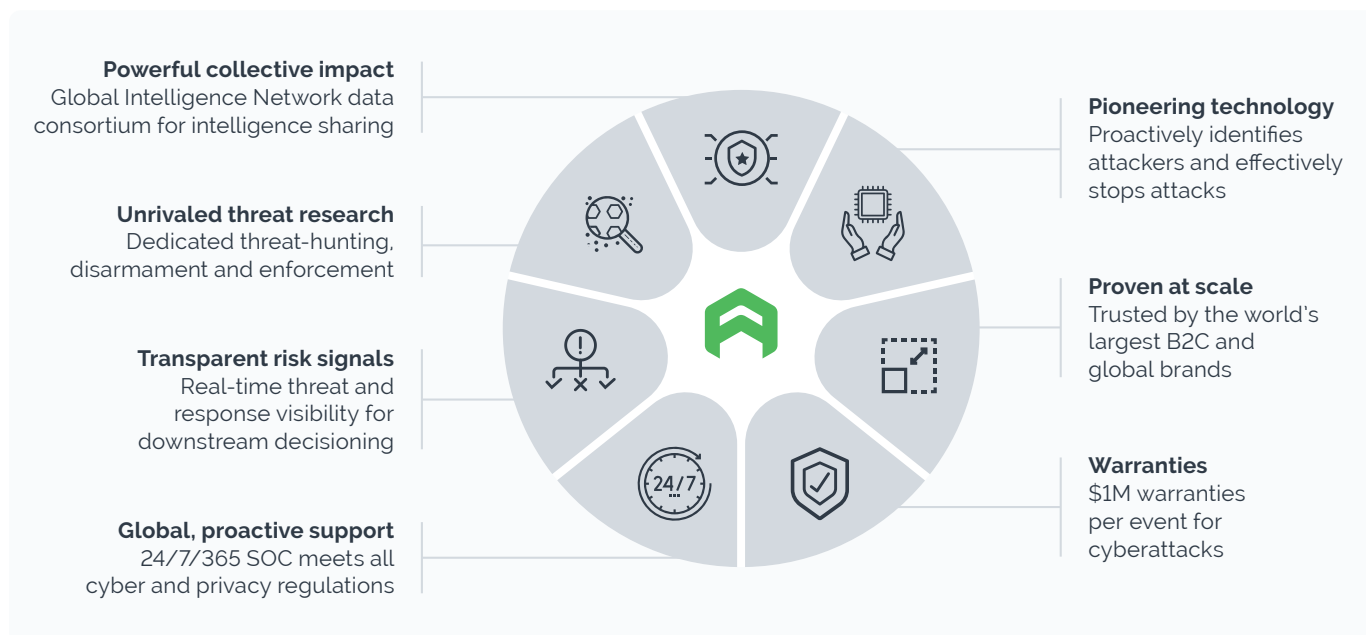 Powerful collective impact
Global Intelligence Network data
consortium for intelligence sharing
Unrivaled threat research
Dedicated threat-hunting,
disarmament and enforcement
Transparent risk signals
Real-time threat and
response visibility for
downstream decisioning
Global, proactive support
24/7/365 SOC meets all
cyber and privacy regulations
24/7
Pioneering technology
Proactively identifies
attackers and effectively
stops attacks
Proven at scale
Trusted by the world's
largest B2C and
global brands
Warranties
$1M warranties
per event for
cyberattacks